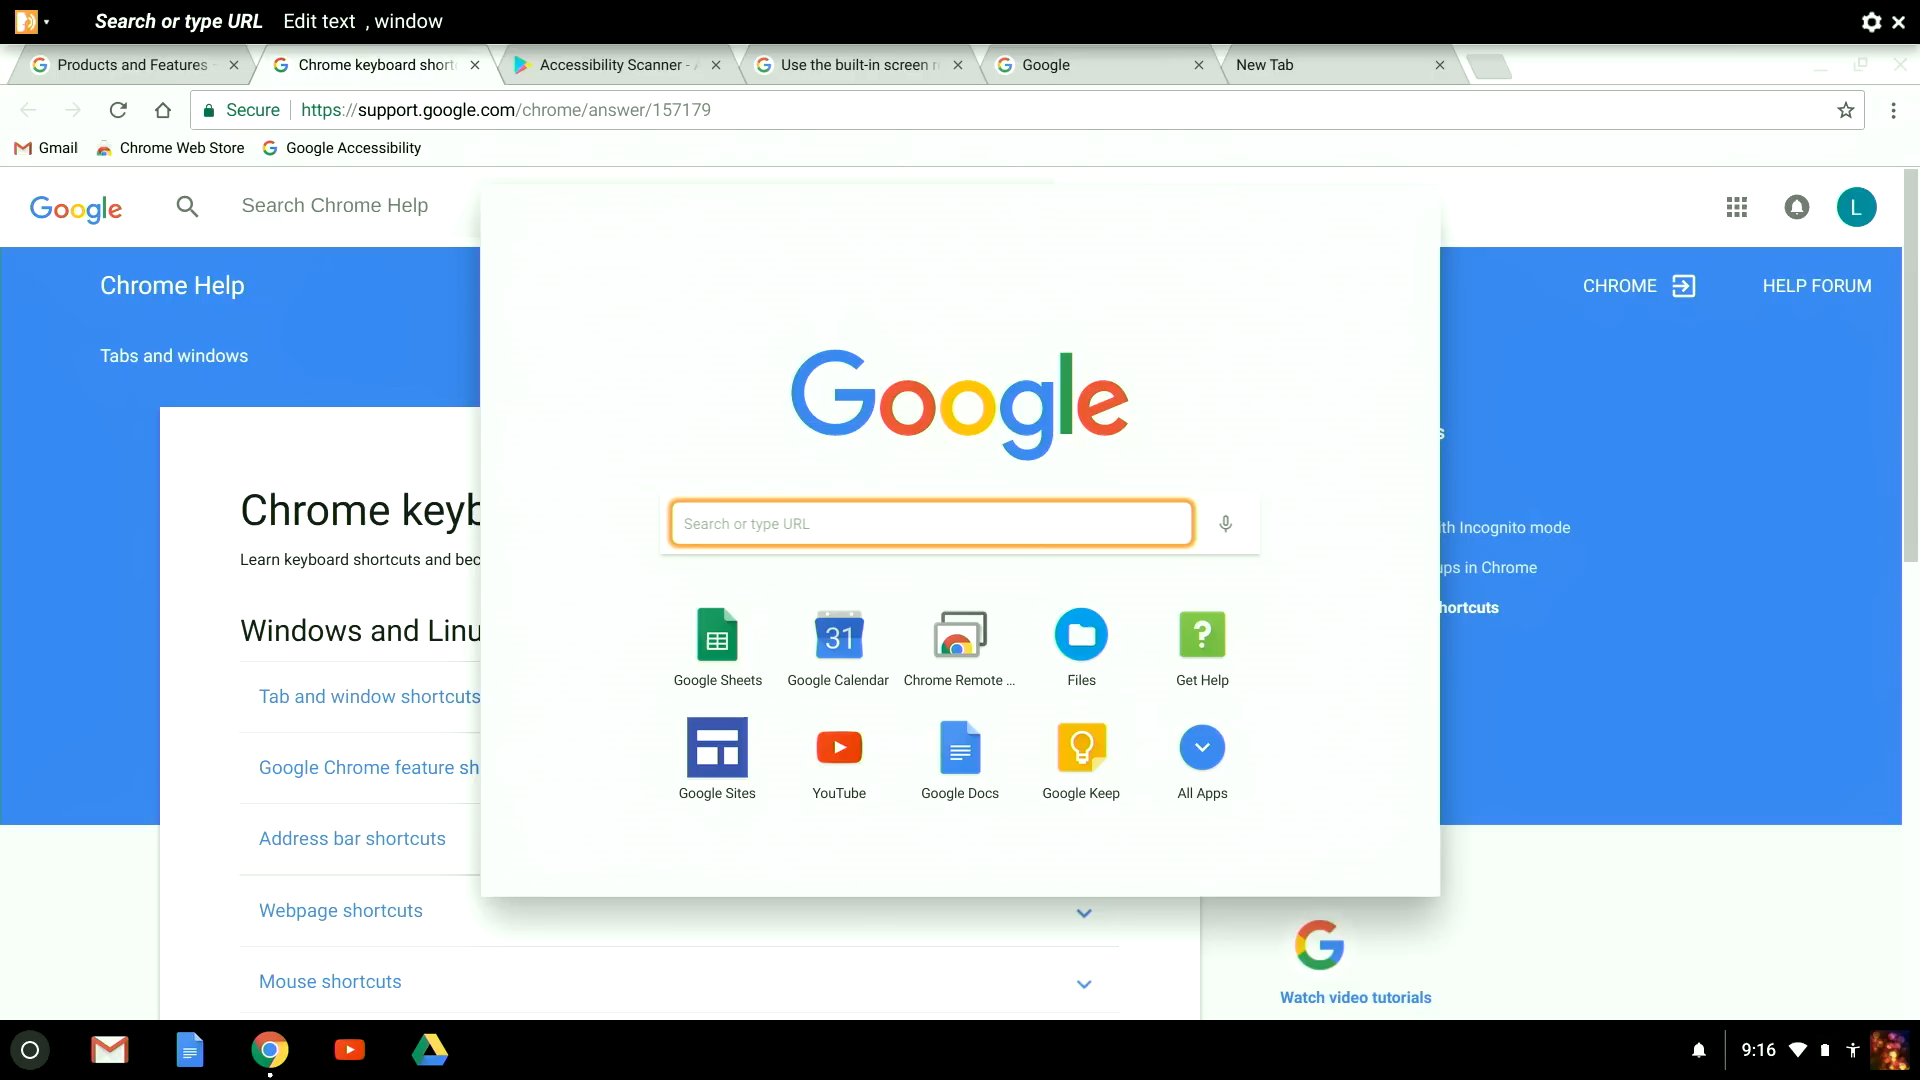 Search or type URL Edit text , window
Products and Features -
Chrome keyboard short
Accessibility Scanner -
Use the built-in screen r
Google
New Tab
Secure https://support.google.com/chrome/answer/157179
Gmail Chrome Web Store Google Accessibility
Google Search Chrome Help L
Chrome Help CHROME HELP FORUM
Tabs and windows
Google
s
Chrome keyb
Search or type URL
th Incognito mode
Learn keyboard shortcuts and bec
ups in Chrome
hortcuts
Windows and Linu
31
Google Sheets Google Calendar Chrome Remote ... Files Get Help
Tab and window shortcuts
Google Chrome feature sh
Google Sites YouTube Google Docs Google Keep All Apps
Address bar shortcuts
Webpage shortcuts
Mouse shortcuts
Watch video tutorials
9:16